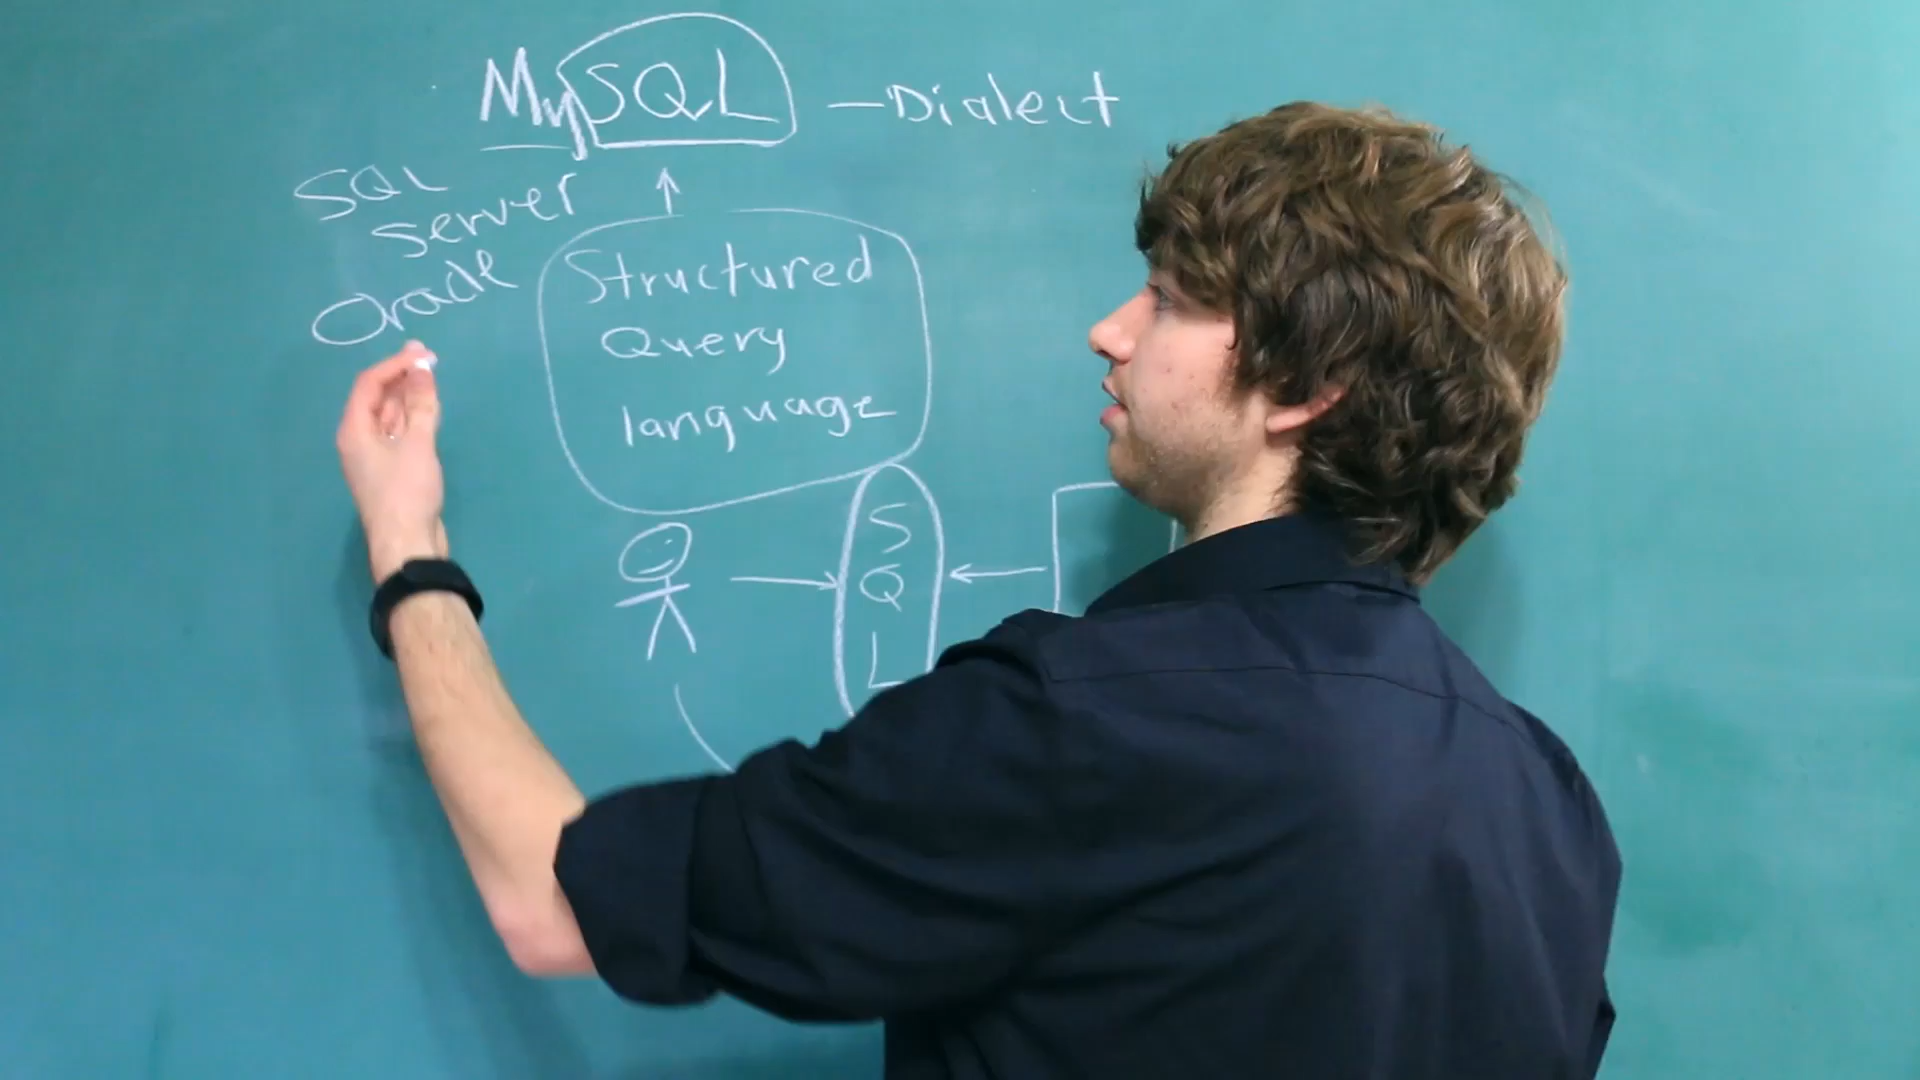 MySQL - Dialect
SQL
Server
Oracle
Structured
Query
language
S
Q
L